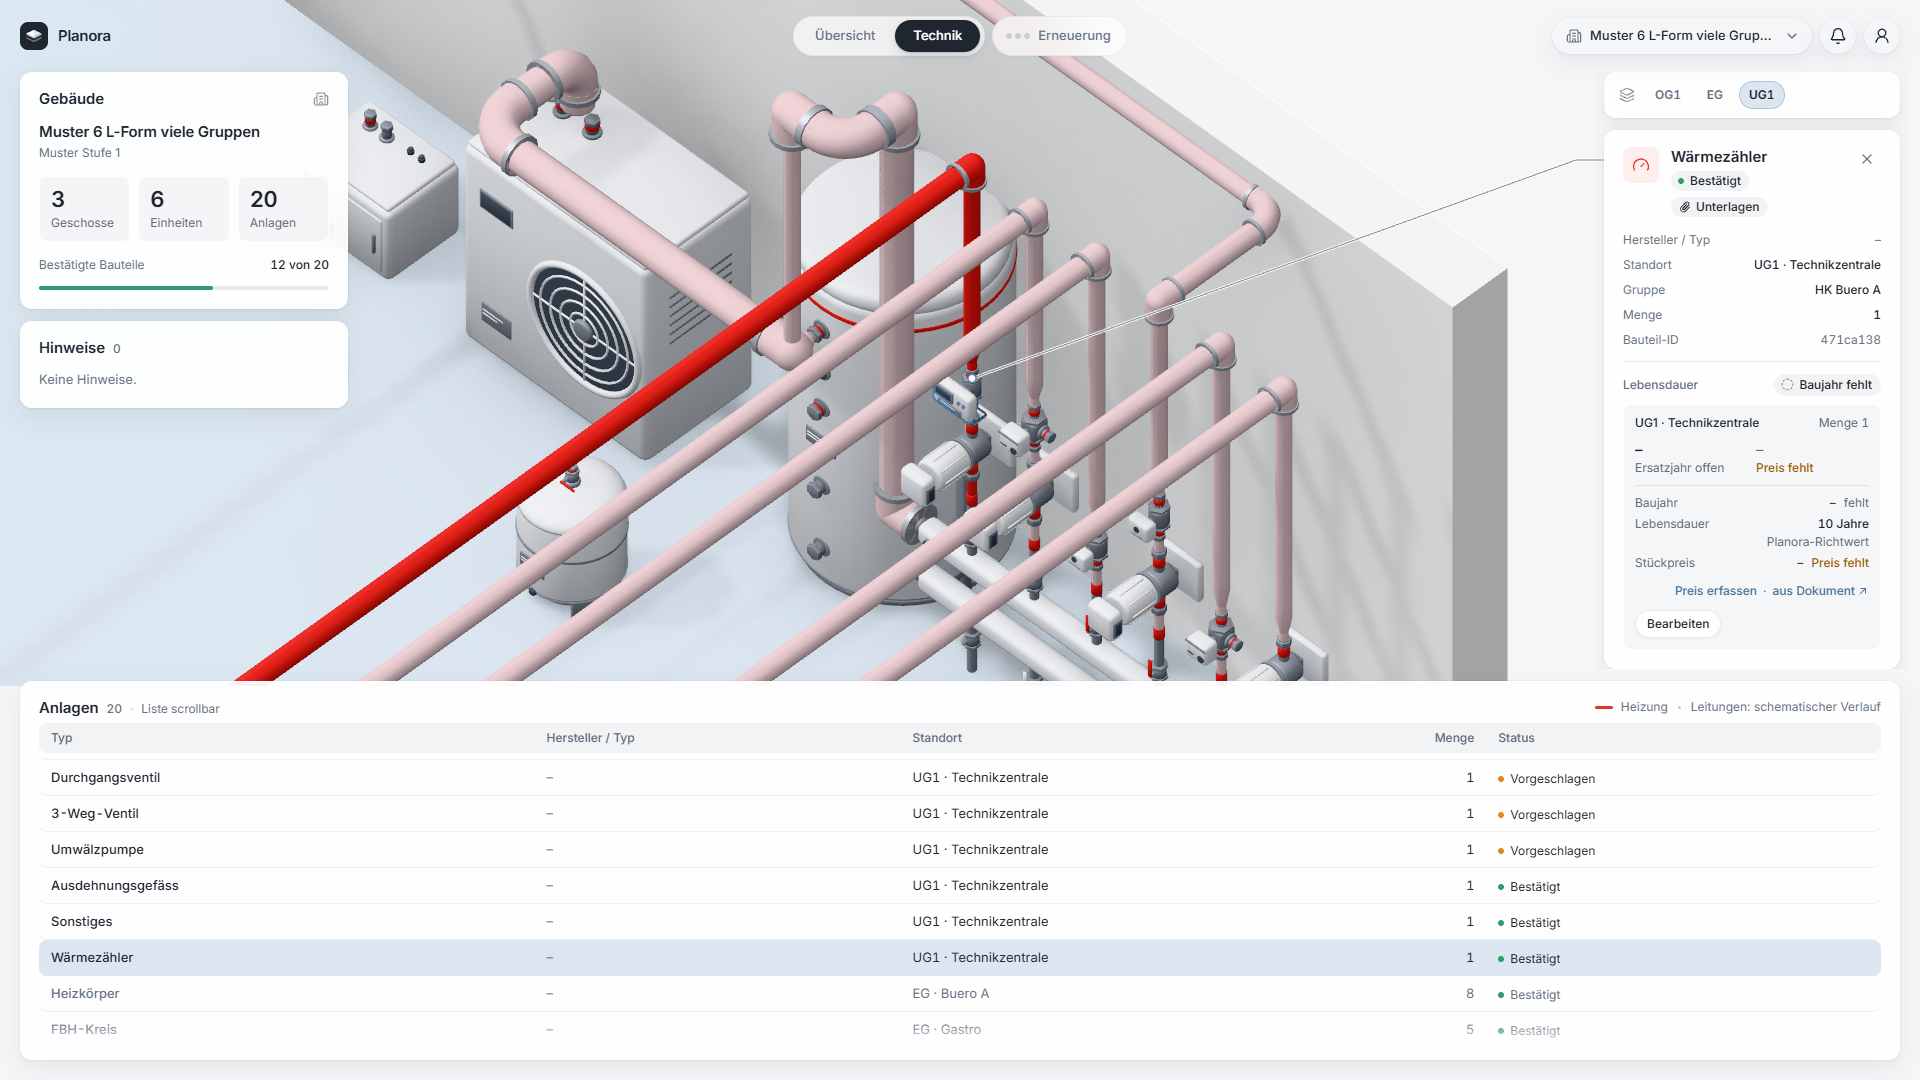 Planora
Übersicht
Technik
Erneuerung
Muster 6 L-Form viele Grup...
Gebäude
Muster 6 L-Form viele Gruppen
Muster Stufe 1
3
Geschosse
6
Einheiten
20
Anlagen
Bestätigte Bauteile 12 von 20
Hinweise 0
Keine Hinweise.
OG1 EG UG1
Wärmezähler
Bestätigt
Unterlagen
Hersteller / Typ –
Standort UG1 · Technikzentrale
Gruppe HK Buero A
Menge 1
Bauteil-ID 471ca138
Lebensdauer Baujahr fehlt
UG1 · Technikzentrale Menge 1
– –
Ersatzjahr offen Preis fehlt
Baujahr – fehlt
Lebensdauer 10 Jahre
Planora-Richtwert
Stückpreis – Preis fehlt
Preis erfassen · aus Dokument ↗
Bearbeiten
Anlagen 20 · Liste scrollbar
Heizung · Leitungen: schematischer Verlauf
Typ Hersteller / Typ Standort Menge Status
Durchgangsventil – UG1 · Technikzentrale 1 Vorgeschlagen
3-Weg-Ventil – UG1 · Technikzentrale 1 Vorgeschlagen
Umwälzpumpe – UG1 · Technikzentrale 1 Vorgeschlagen
Ausdehnungsgefäss – UG1 · Technikzentrale 1 Bestätigt
Sonstiges – UG1 · Technikzentrale 1 Bestätigt
Wärmezähler – UG1 · Technikzentrale 1 Bestätigt
Heizkörper – EG · Buero A 8 Bestätigt
FBH-Kreis – EG · Gastro 5 Bestätigt